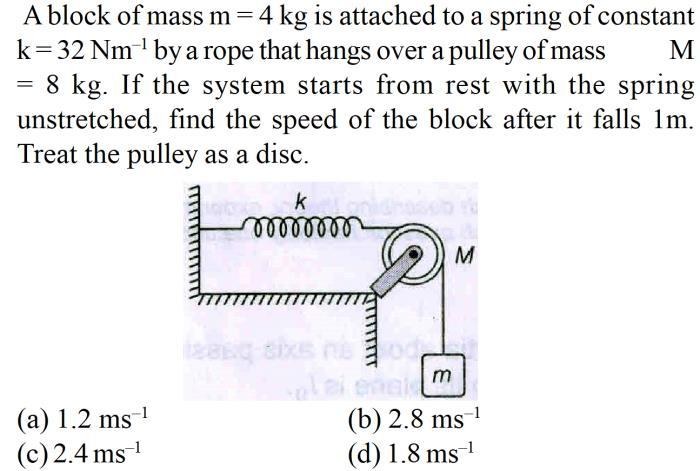 A block of mass m = 4 kg is attached to a spring of constant
k = 32 Nm⁻¹ by a rope that hangs over a pulley of mass M
= 8 kg. If the system starts from rest with the spring
unstretched, find the speed of the block after it falls 1m.
Treat the pulley as a disc.
k
M
m
(a) 1.2 ms⁻¹ (b) 2.8 ms⁻¹
(c) 2.4 ms⁻¹ (d) 1.8 ms⁻¹